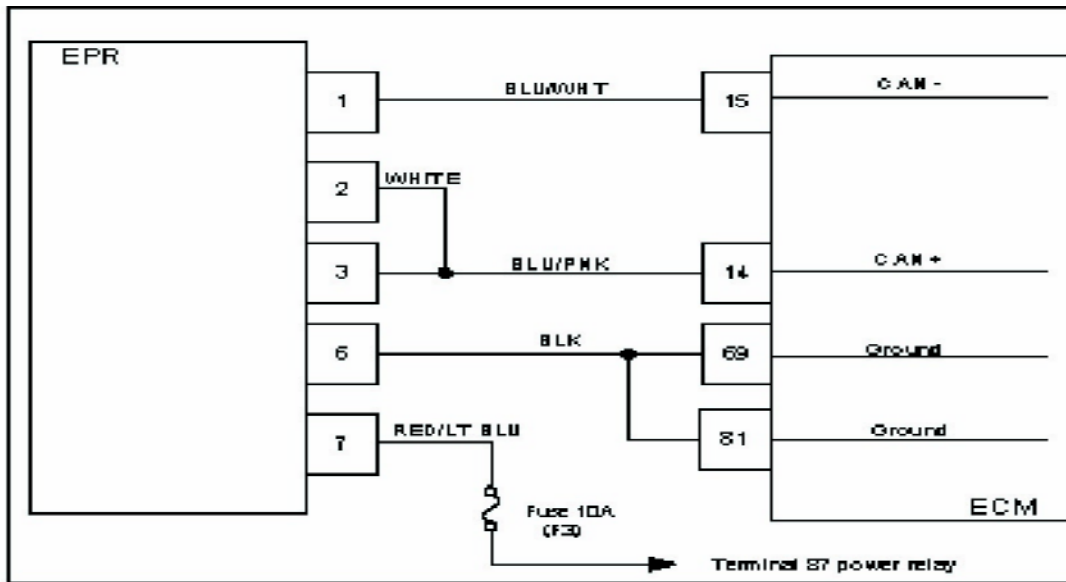 EPR
1
BLU/WHT
15
CAN -
2
WHITE
3
BLU/PNK
14
CAN +
6
BLK
69
Ground
7
RED/LT BLU
81
Ground
Fuse 10A
(F3)
ECM
Terminal 87 power relay